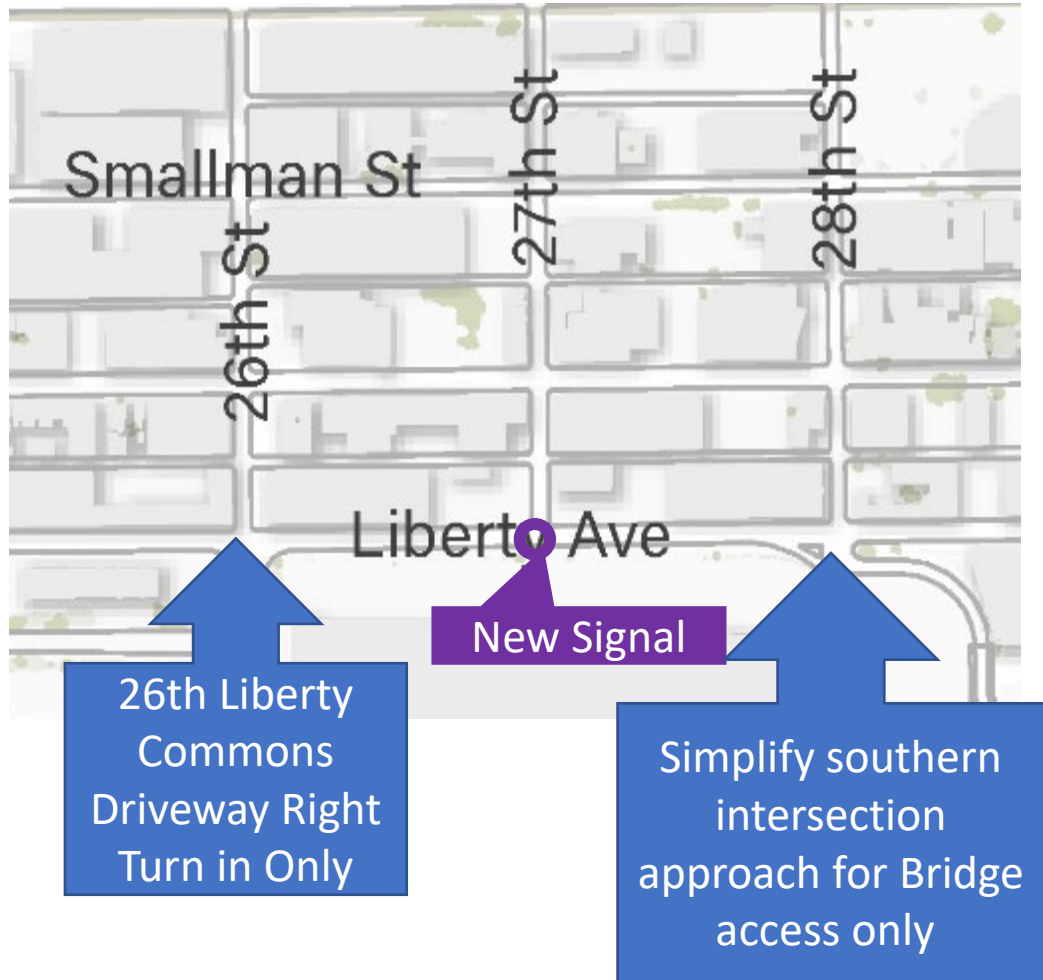 Smallman St
26th St
27th St
28th St
Liberty Ave
New Signal
26th Liberty
Commons
Driveway Right
Turn in Only
Simplify southern
intersection
approach for Bridge
access only